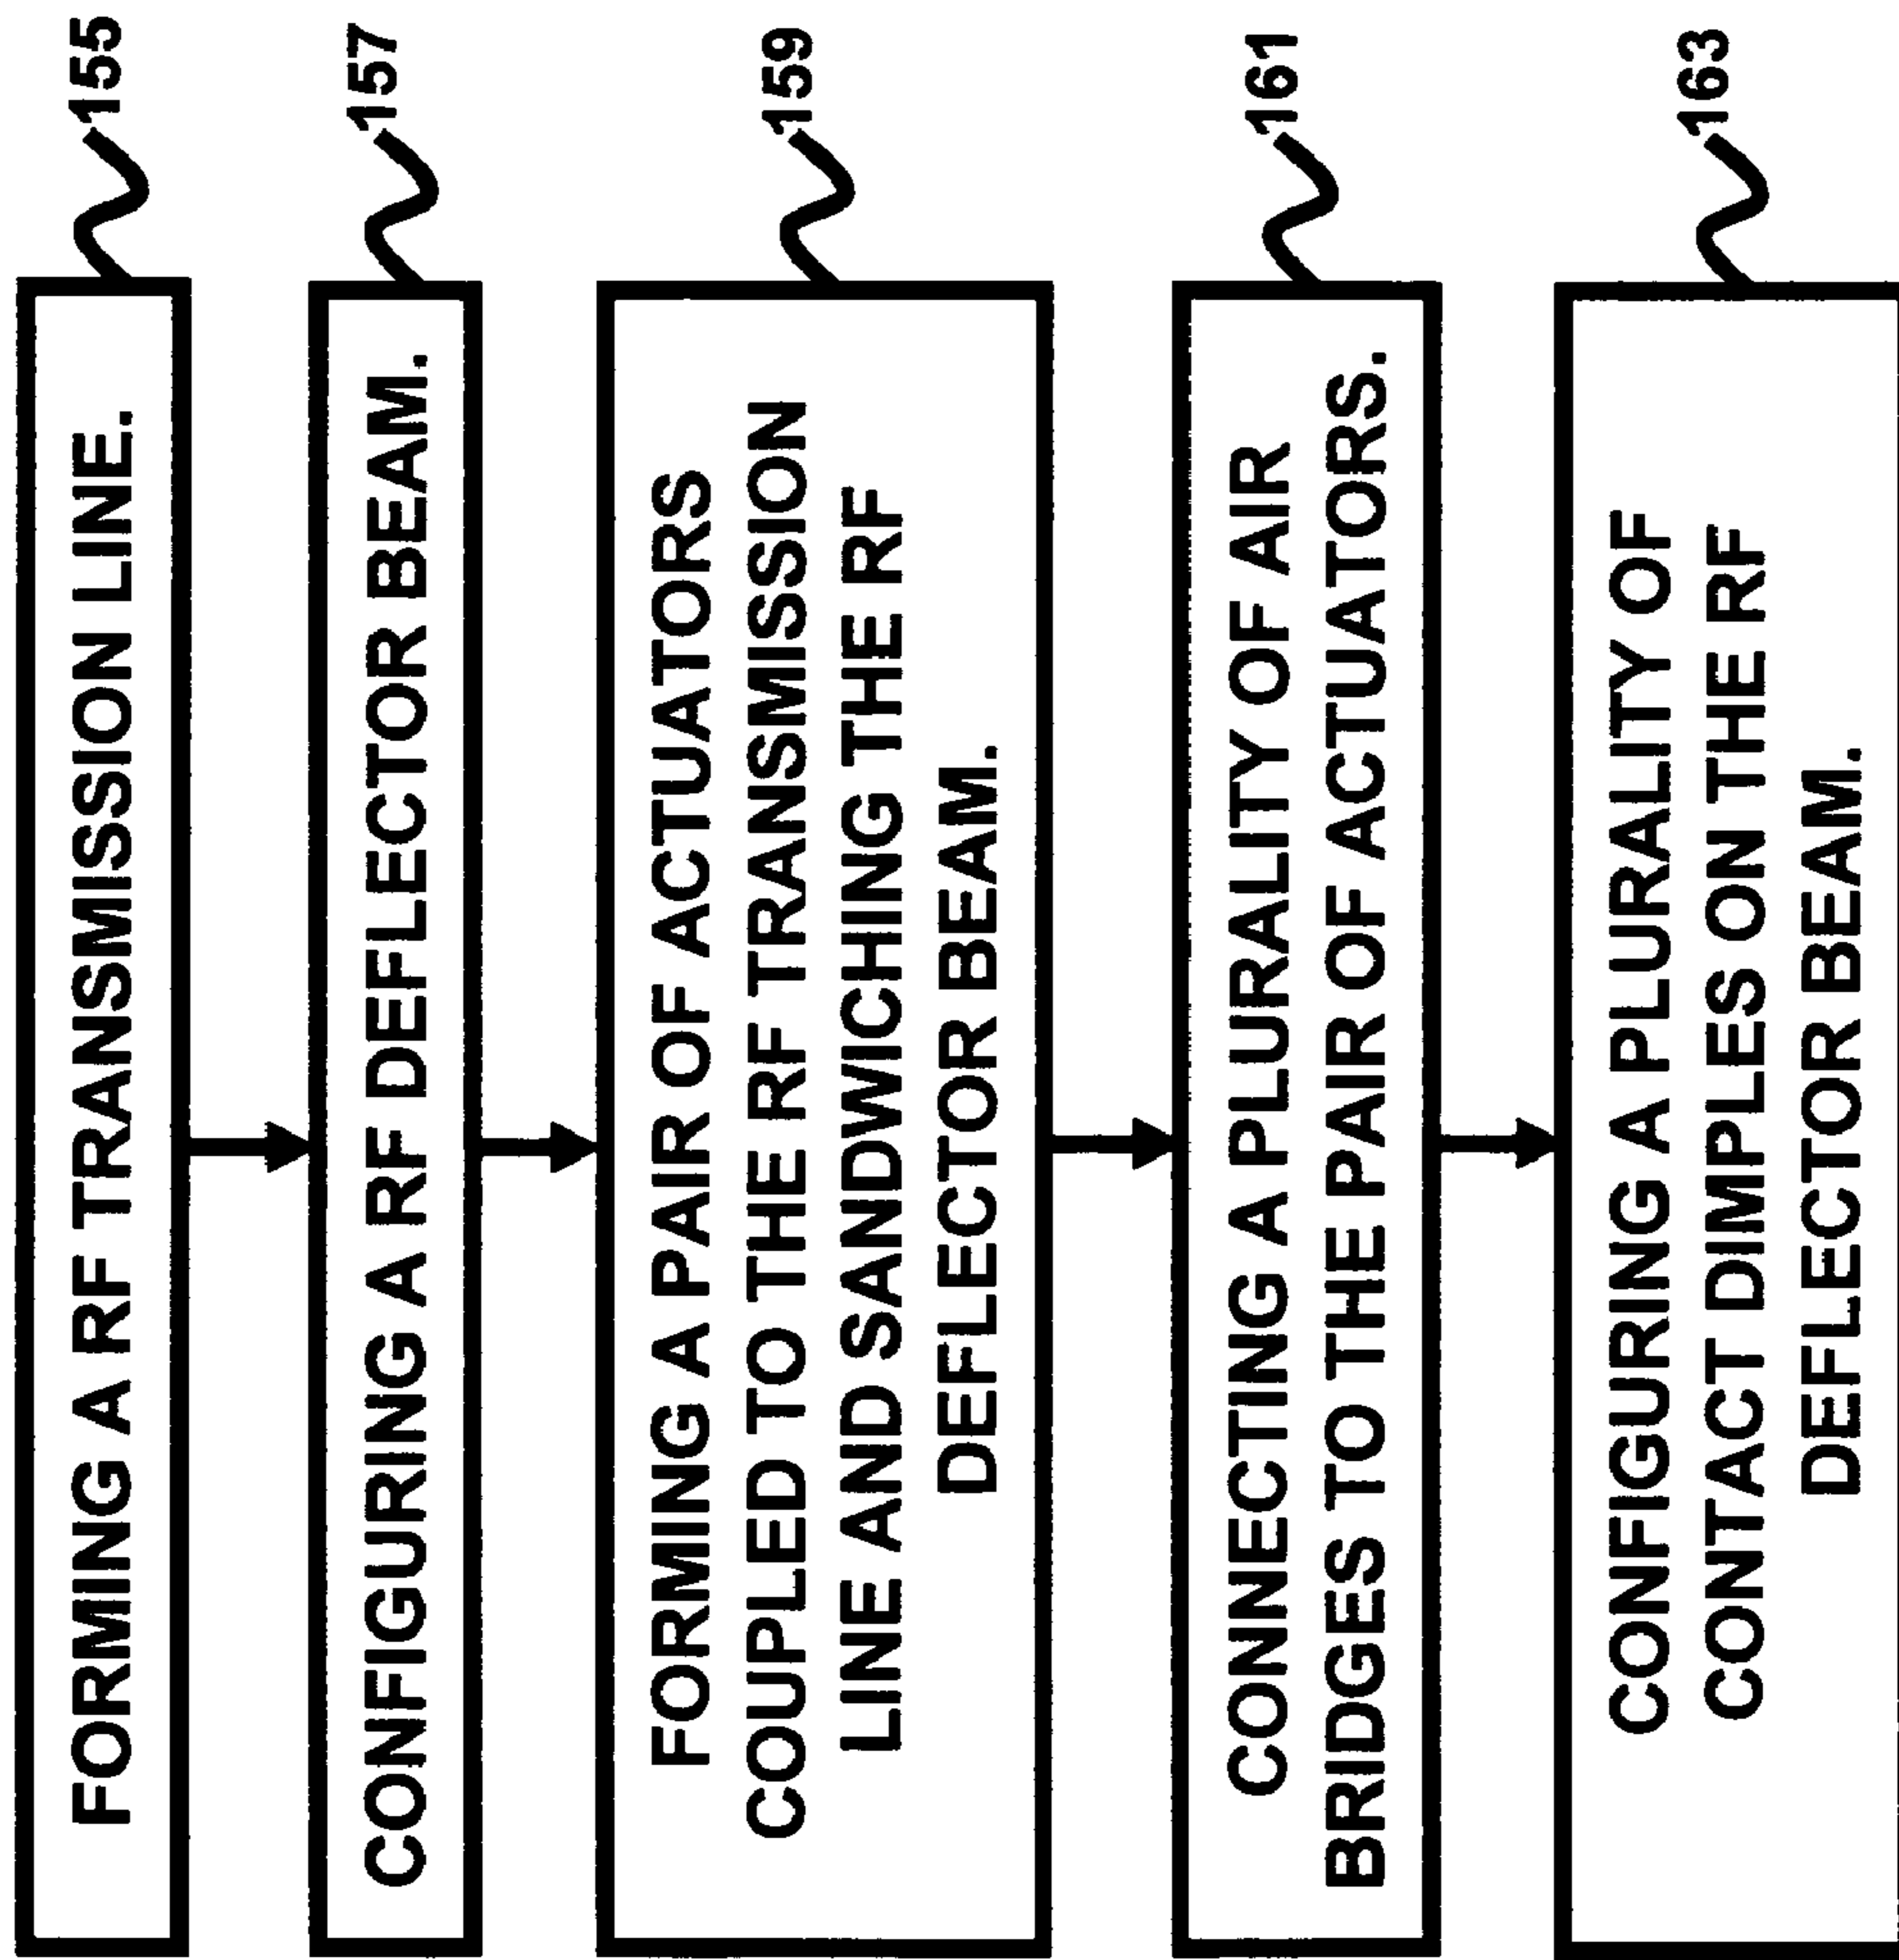 FORMING A RF TRANSMISSION LINE.
155
CONFIGURING A RF DEFLECTOR BEAM.
157
FORMING A PAIR OF ACTUATORS
COUPLED TO THE RF TRANSMISSION
LINE AND SANDWICHING THE RF
DEFLECTOR BEAM.
159
CONNECTING A PLURALITY OF AIR
BRIDGES TO THE PAIR OF ACTUATORS.
161
CONFIGURING A PLURALITY OF
CONTACT DIMPLES ON THE RF
DEFLECTOR BEAM.
163